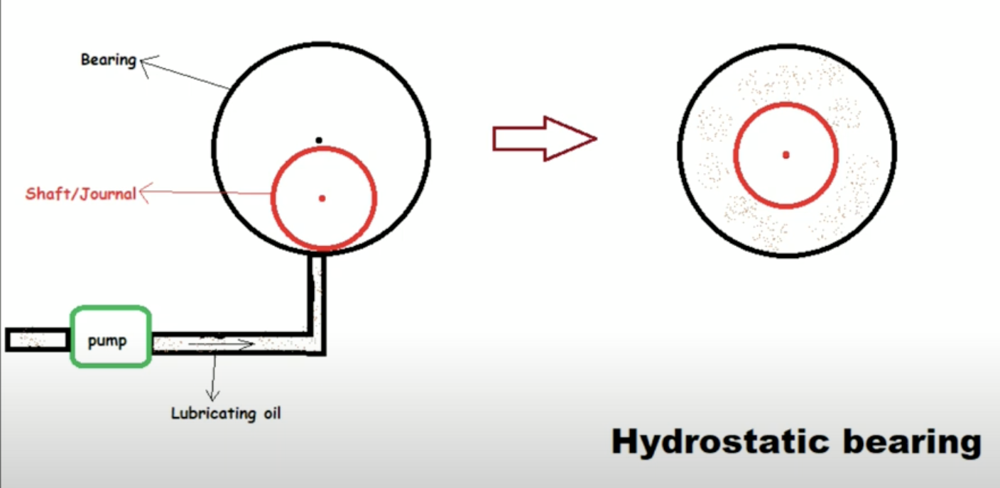 Bearing
Shaft/Journal
pump
Lubricating oil
Hydrostatic bearing